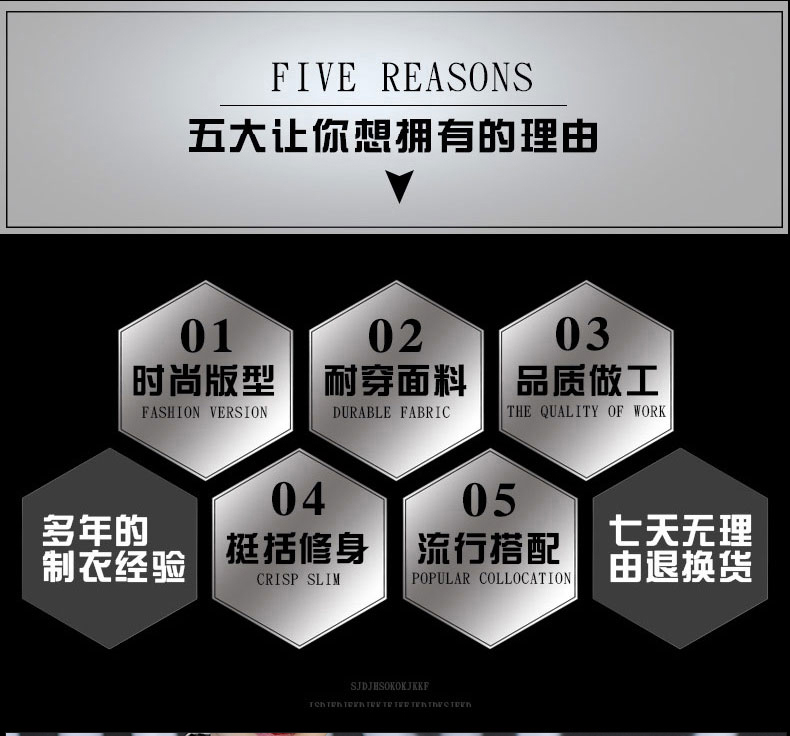 FIVE REASONS
五大让你想拥有的理由
01
时尚版型
FASHION VERSION
02
耐穿面料
DURABLE FABRIC
03
品质做工
THE QUALITY OF WORK
多年的
制衣经验
04
挺括修身
CRISP SLIM
05
流行搭配
POPULAR COLLOCATION
七天无理
由退换货
SJDJHSOKOKJKKF